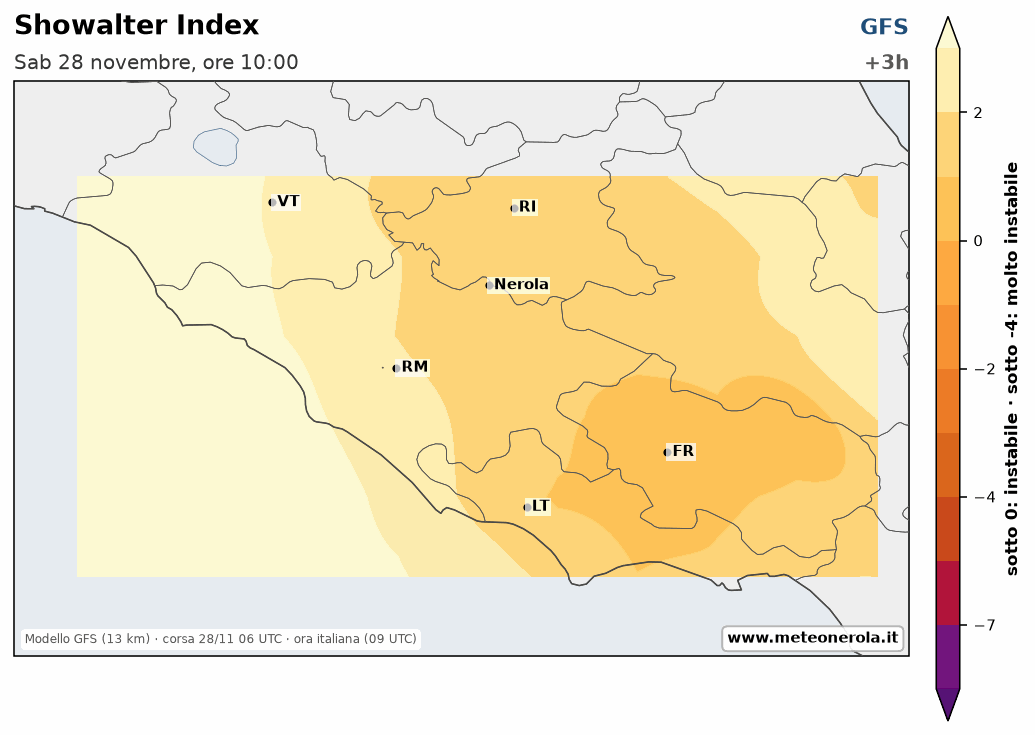 Showalter Index
GFS
Sab 28 novembre, ore 10:00
+3h
VT
RI
Nerola
RM
FR
LT
2
0
−2
−4
−7
sotto 0: instabile · sotto -4: molto instabile
Modello GFS (13 km) · corsa 28/11 06 UTC · ora italiana (09 UTC)
www.meteonerola.it